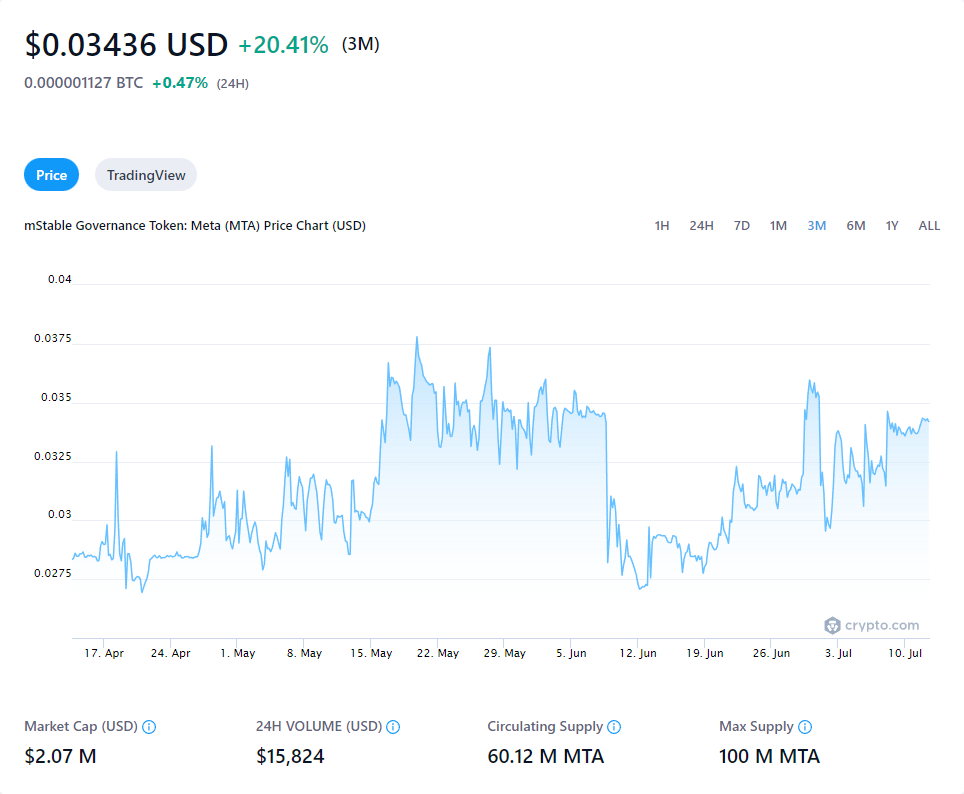 $0.03436 USD +20.41% (3M)
0.000001127 BTC +0.47% (24H)
Price TradingView
mStable Governance Token: Meta (MTA) Price Chart (USD) 1H 24H 7D 1M 3M 6M 1Y ALL
0.04
0.0375
0.035
0.0325
0.03
0.0275
crypto.com
17. Apr 24. Apr 1. May 8. May 15. May 22. May 29. May 5. Jun 12. Jun 19. Jun 26. Jun 3. Jul 10. Jul
Market Cap (USD) 24H VOLUME (USD) Circulating Supply Max Supply
$2.07 M $15,824 60.12 M MTA 100 M MTA